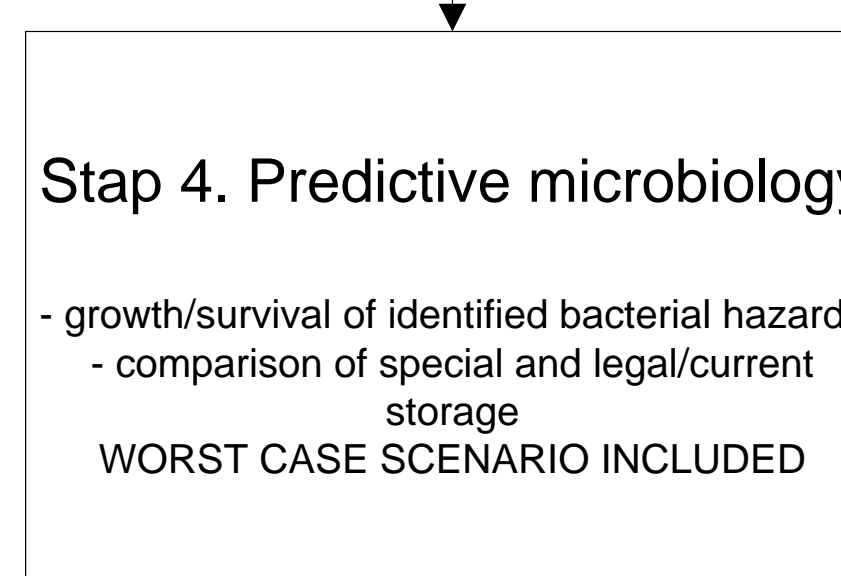 Stap 4. Predictive microbiology
- growth/survival of identified bacterial hazard
- comparison of special and legal/current
storage
WORST CASE SCENARIO INCLUDED